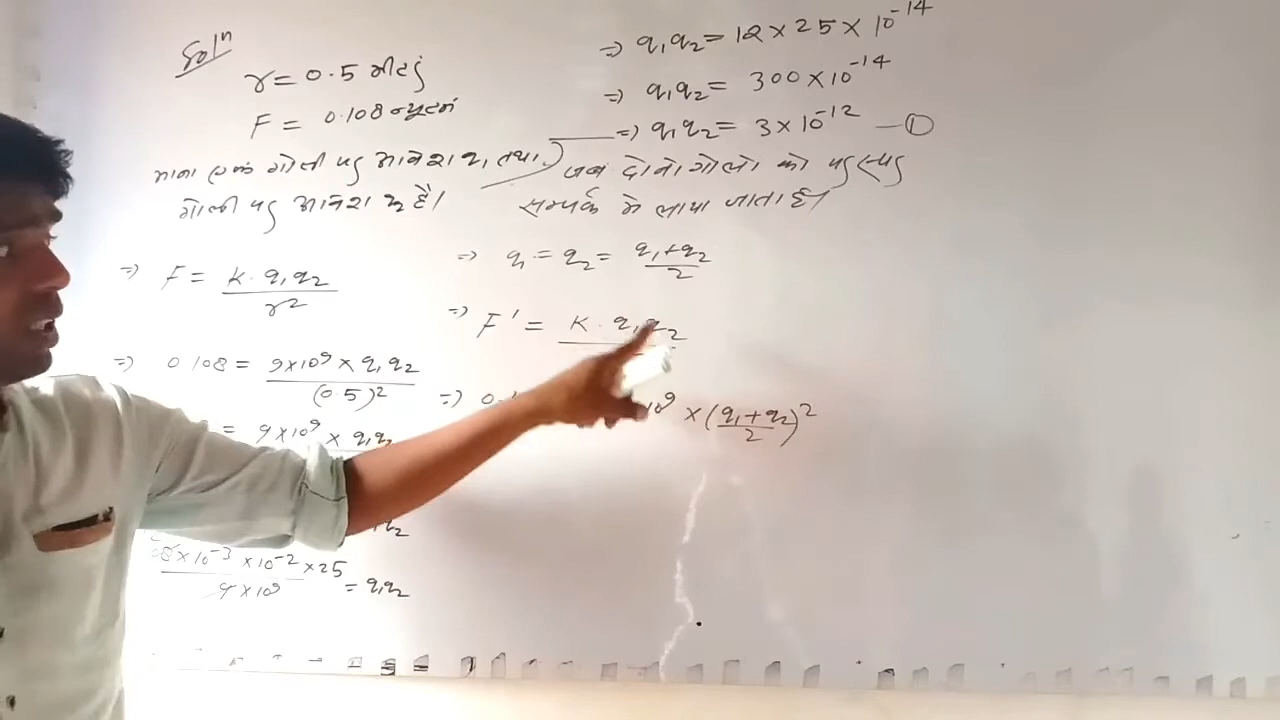 Solⁿ
r = 0.5 मीटर
F = 0.108 न्यूटन
माना एक गोली पर आवेश q₁ तथा
गोली पर आवेश q₂ है।
⇒ F = K·q₁q₂ / r²
⇒ 0.108 = 9×10⁹ × q₁q₂ / (0.5)²
= 9×10⁹ × q₁q₂
8×10⁻³ × 10⁻² × 25 / 9×10⁹ = q₁q₂
⇒ q₁q₂ = 12×25×10⁻¹⁴
⇒ q₁q₂ = 300×10⁻¹⁴
⇒ q₁q₂ = 3×10⁻¹² —①
जब दोनो गोलो को परस्पर
सम्पर्क मे लाया जाता है।
⇒ q₁ = q₂ = q₁+q₂ / 2
⇒ F' = K·q₁q₂
⇒ 0. 10⁹ × (q₁+q₂ / 2)²